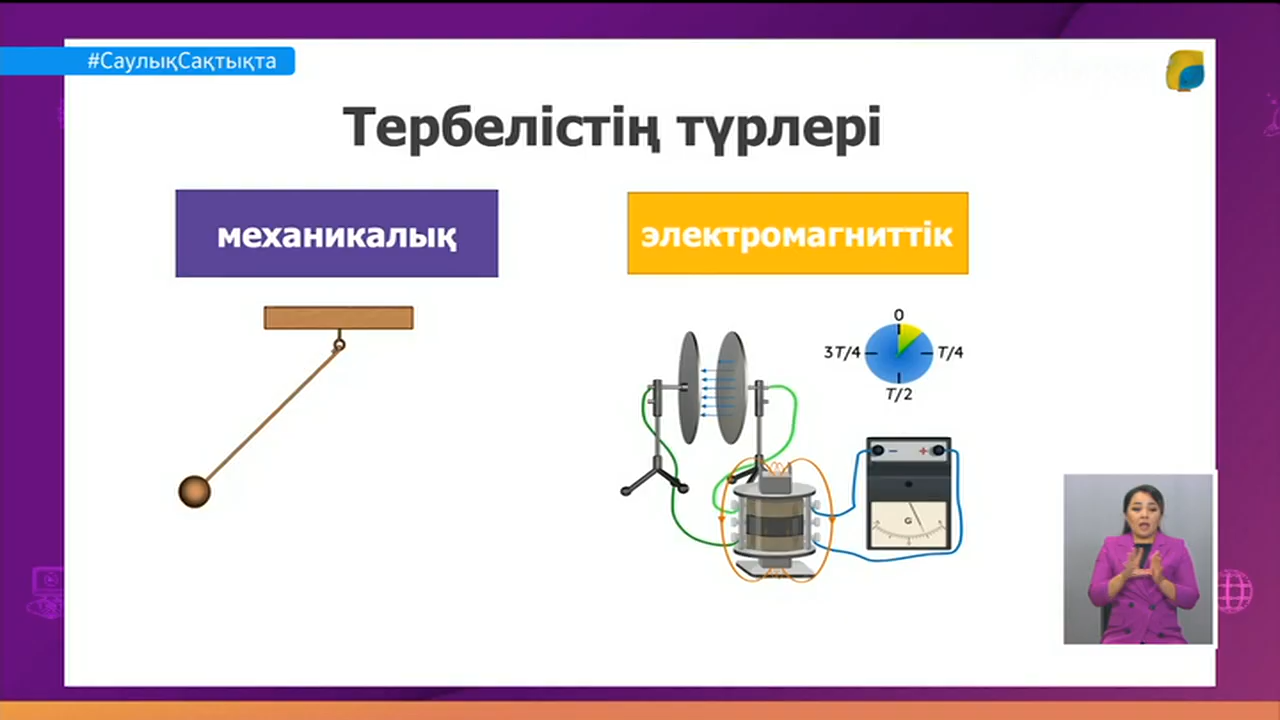 #СаулықСақтықта
Тербелістің түрлері
механикалық
электромагниттік
0
3T/4
T/4
T/2
− +
G